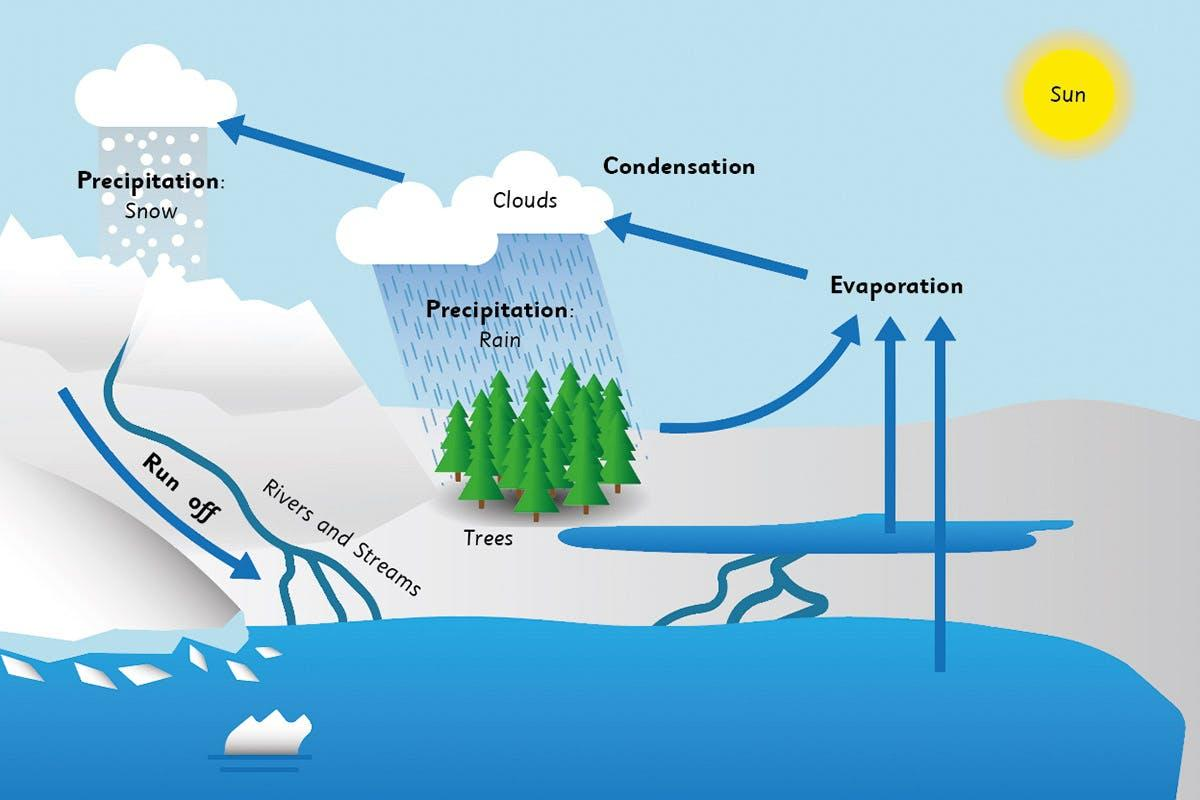 Sun
Condensation
Precipitation:
Snow
Clouds
Evaporation
Precipitation:
Rain
Run off
Rivers and Streams
Trees